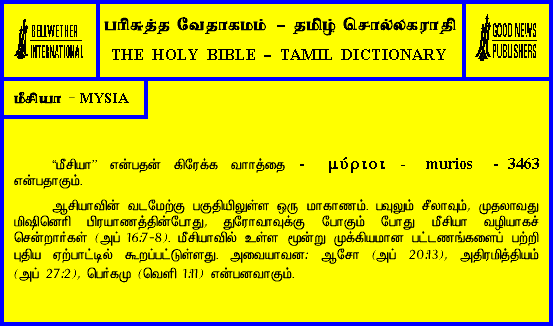 BELLWETHER
INTERNATIONAL
பரிசுத்த வேதாகமம் - தமிழ் சொல்லகராதி
THE HOLY BIBLE - TAMIL DICTIONARY
GOOD NEWS
PUBLISHERS
மீசியா - MYSIA
“மீசியா” என்பதன் கிரேக்க வாாத்தை - μύριοι - murios - 3463
என்பதாகும்.
ஆசியாவின் வடமேற்கு பகுதியிலுள்ள ஒரு மாகாணம். பவுலும் சீலாவும், முதலாவது
மிஷினெரி பிரயாணத்தின்போது, துரோவாவுக்கு போகும் போது மீசியா வழியாகச்
சென்றார்கள் (அப் 16:7-8). மீசியாவில் உள்ள மூன்று முக்கியமான பட்டணங்களைப் பற்றி
புதிய ஏற்பாட்டில் கூறப்பட்டுள்ளது. அவையாவன: ஆசோ (அப் 20:13), அதிரமித்தியம்
(அப் 27:2), பெர்கமு (வெளி 1:11) என்பனவாகும்.